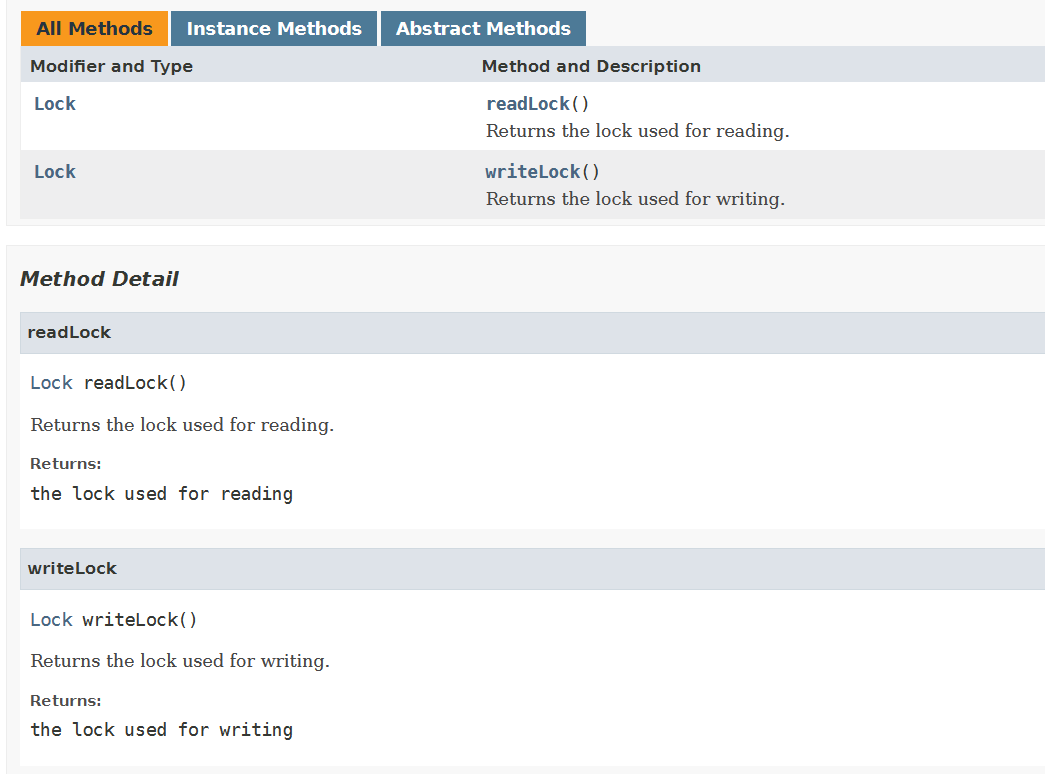 All Methods Instance Methods Abstract Methods
Modifier and Type Method and Description
Lock readLock()
Returns the lock used for reading.
Lock writeLock()
Returns the lock used for writing.
Method Detail
readLock
Lock readLock()
Returns the lock used for reading.
Returns:
the lock used for reading
writeLock
Lock writeLock()
Returns the lock used for writing.
Returns:
the lock used for writing